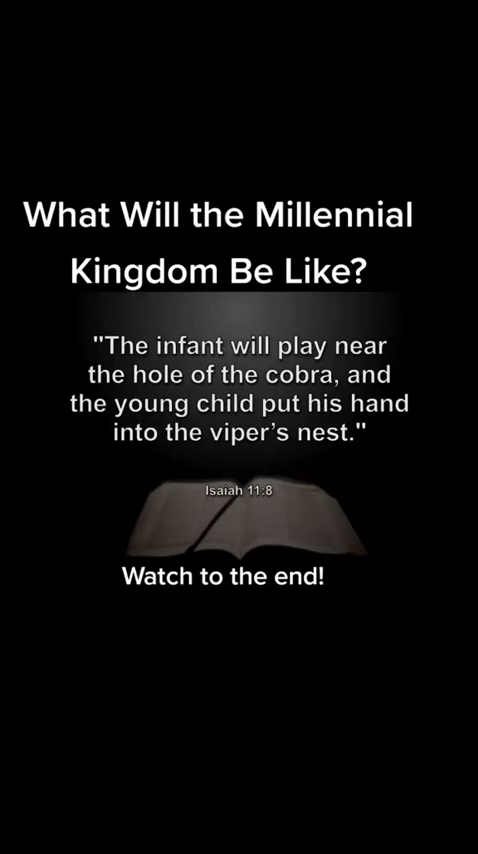 What Will the Millennial
Kingdom Be Like?
"The infant will play near
the hole of the cobra, and
the young child put his hand
into the viper’s nest."
Isaiah 11:8
Watch to the end!